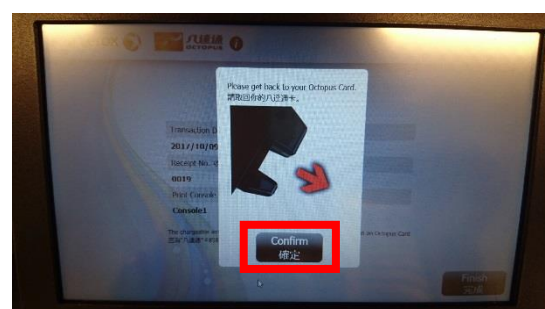 八達通
OCTOPUS
Please get back to your Octopus Card.
請取回你的八達通卡。
Transaction D
2017/10/09
Receipt No.
0019
Print Console
Console1
Confirm
確定
Finish
完成